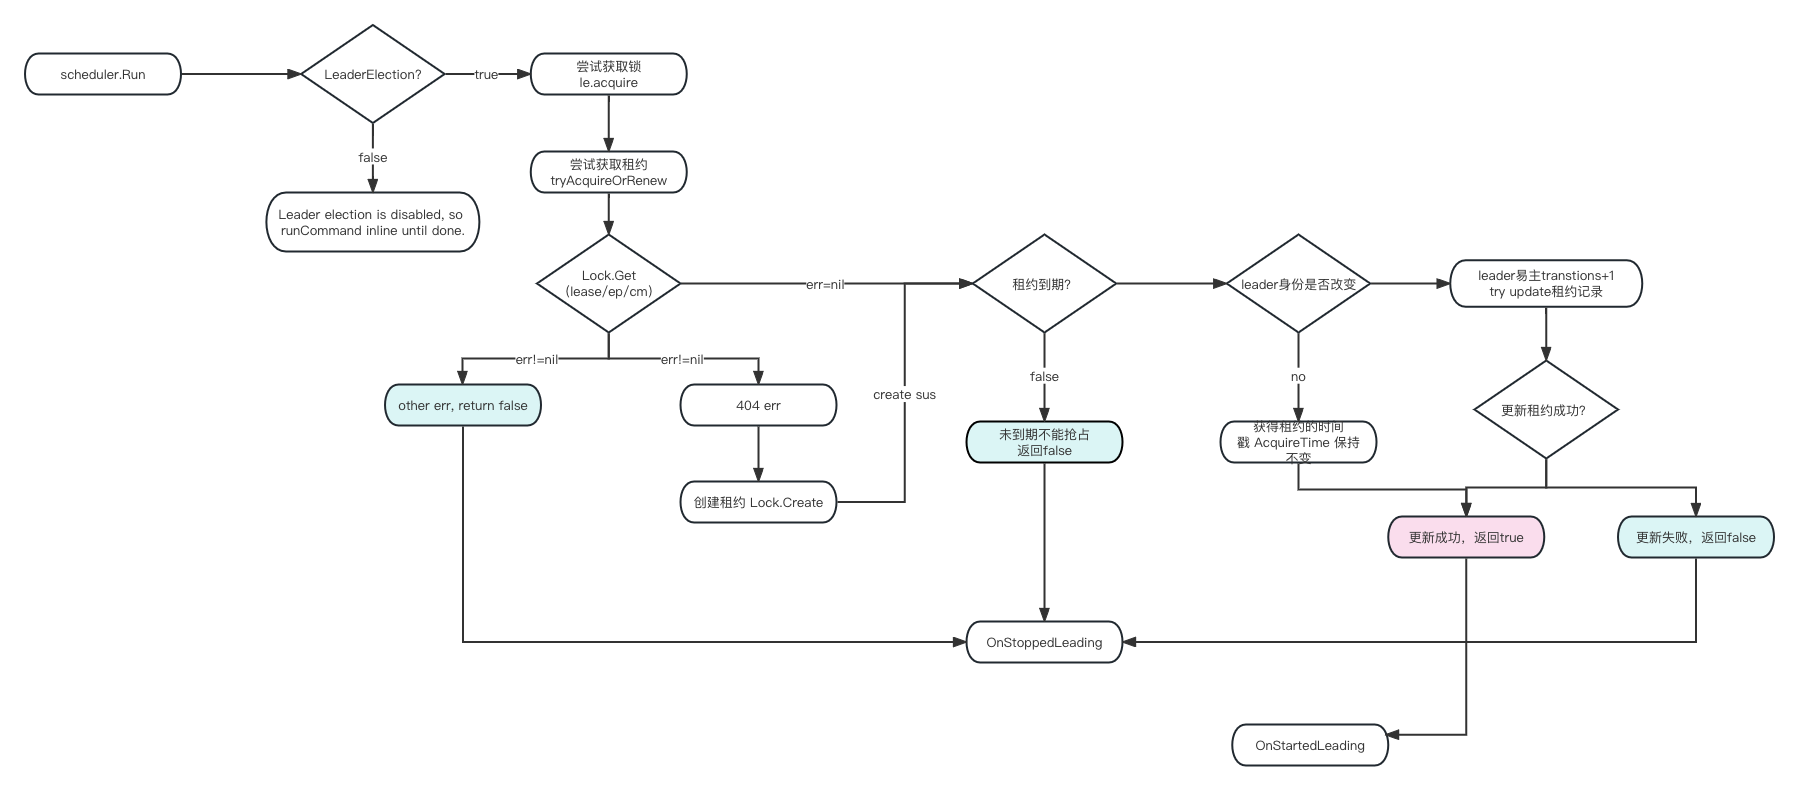 scheduler.Run
LeaderElection?
true
尝试获取锁
le.acquire
false
Leader election is disabled, so
runCommand inline until done.
尝试获取租约
tryAcquireOrRenew
Lock.Get
(lease/ep/cm)
err=nil
租约到期?
leader身份是否改变
leader易主transtions+1
try update租约记录
err!=nil
err!=nil
other err, return false
404 err
create sus
false
no
更新租约成功?
未到期不能抢占
返回false
获得租约的时间
戳 AcquireTime 保持
不变
创建租约 Lock.Create
更新成功，返回true
更新失败，返回false
OnStoppedLeading
OnStartedLeading